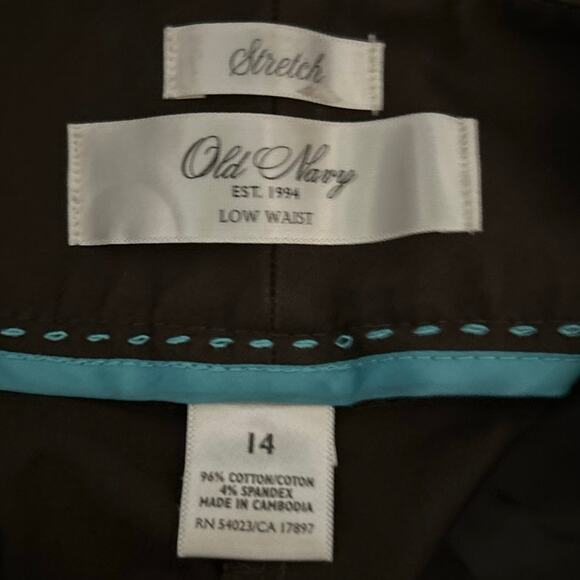 Stretch
Old Navy
EST. 1994
LOW WAIST
14
96% COTTON/COTON
4% SPANDEX
MADE IN CAMBODIA
RN 54023/CA 17897